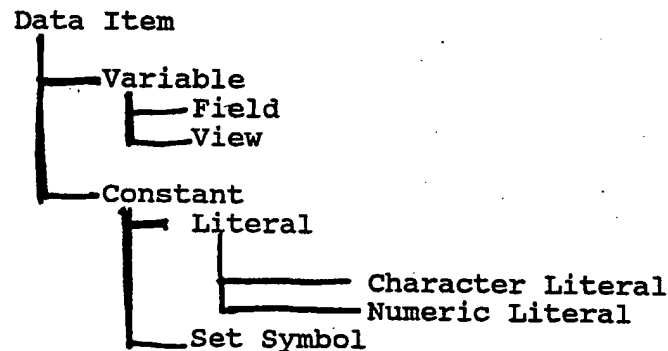 Data Item
Variable
Field
View
Constant
Literal
Character Literal
Numeric Literal
Set Symbol